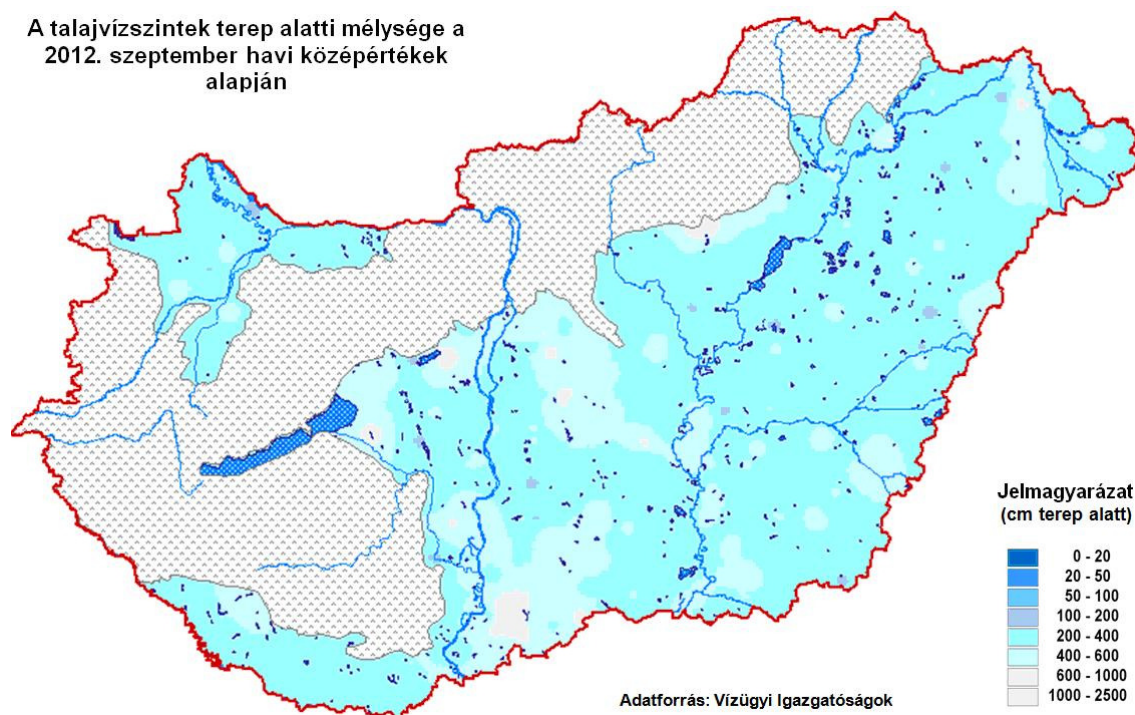 A talajvízszintek terep alatti mélysége a
2012. szeptember havi középértékek
alapján
Jelmagyarázat
(cm terep alatt)
0 - 20
20 - 50
50 - 100
100 - 200
200 - 400
400 - 600
600 - 1000
1000 - 2500
Adatforrás: Vízügyi Igazgatóságok